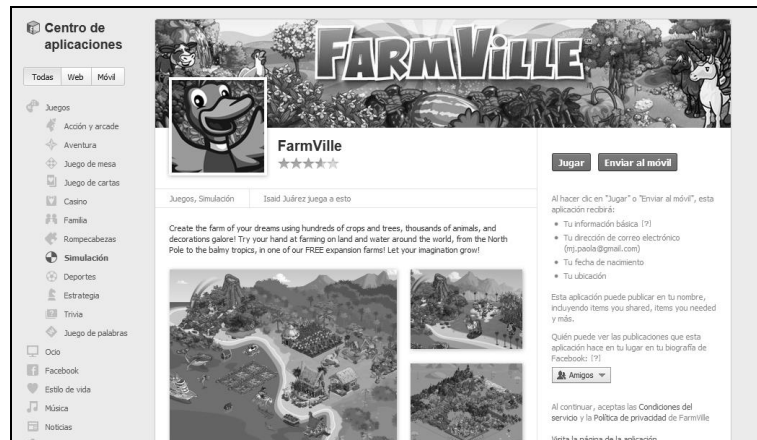 Centro de
aplicaciones
Todas Web Móvil
Juegos
Acción y arcade
Aventura
Juego de mesa
Juego de cartas
Casino
Familia
Rompecabezas
Simulación
Deportes
Estrategia
Trivia
Juego de palabras
Ocio
Facebook
Estilo de vida
Música
Noticias
FARMVILLE
FarmVille
Juegos, Simulación
Isaid Juárez juega a esto
Create the farm of your dreams using hundreds of crops and trees, thousands of animals, and
decorations galore! Try your hand at farming on land and water around the world, from the North
Pole to the balmy tropics, in one of our FREE expansion farms! Let your imagination grow!
Jugar Enviar al móvil
Al hacer clic en "Jugar" o "Enviar al móvil", esta
aplicación recibirá:
Tu información básica [?]
Tu dirección de correo electrónico
(mj.paola@gmail.com)
Tu fecha de nacimiento
Tu ubicación
Esta aplicación puede publicar en tu nombre,
incluyendo items you shared, items you needed
y más.
Quién puede ver las publicaciones que esta
aplicación hace en tu lugar en tu biografía de
Facebook: [?]
Amigos
Al continuar, aceptas las Condiciones del
servicio y la Política de privacidad de FarmVille
Visita la página de la aplicación